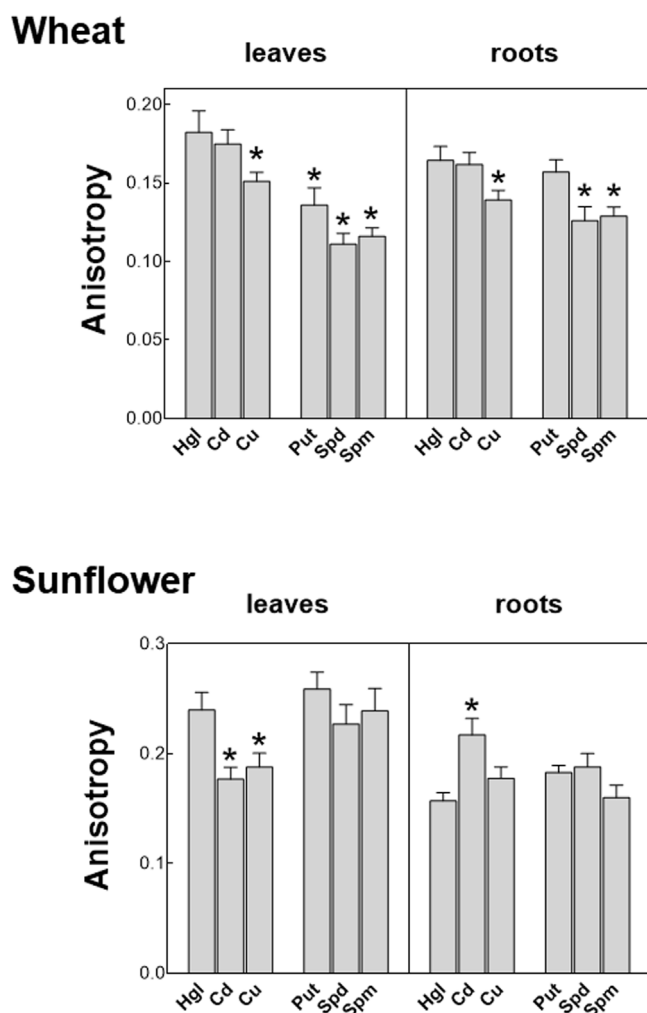 Wheat
leaves roots
Anisotropy
0.20
0.15
0.10
0.05
0.00
* * * * * * *
Hgl Cd Cu Put Spd Spm Hgl Cd Cu Put Spd Spm
Sunflower
leaves roots
Anisotropy
0.3
0.2
0.1
0.0
* * *
Hgl Cd Cu Put Spd Spm Hgl Cd Cu Put Spd Spm